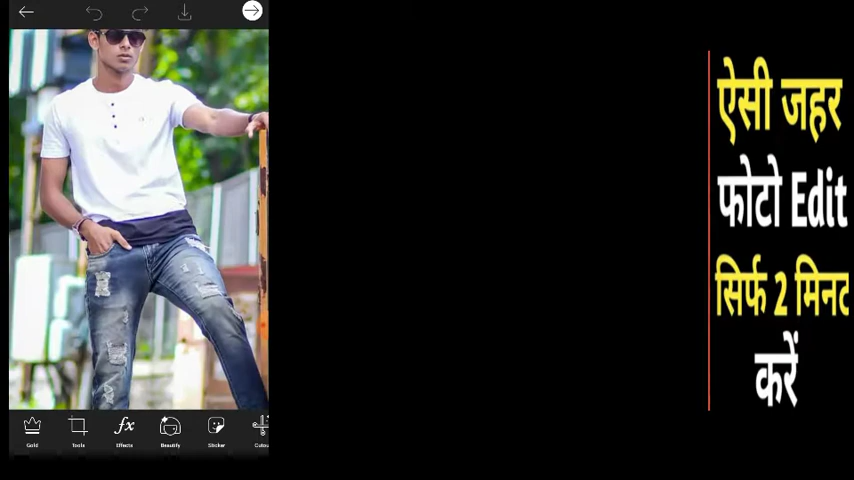 Gold
Tools
Effects
Beautify
Sticker
ऐसी जहर
फोटो Edit
सिर्फ 2 मिनट
करें